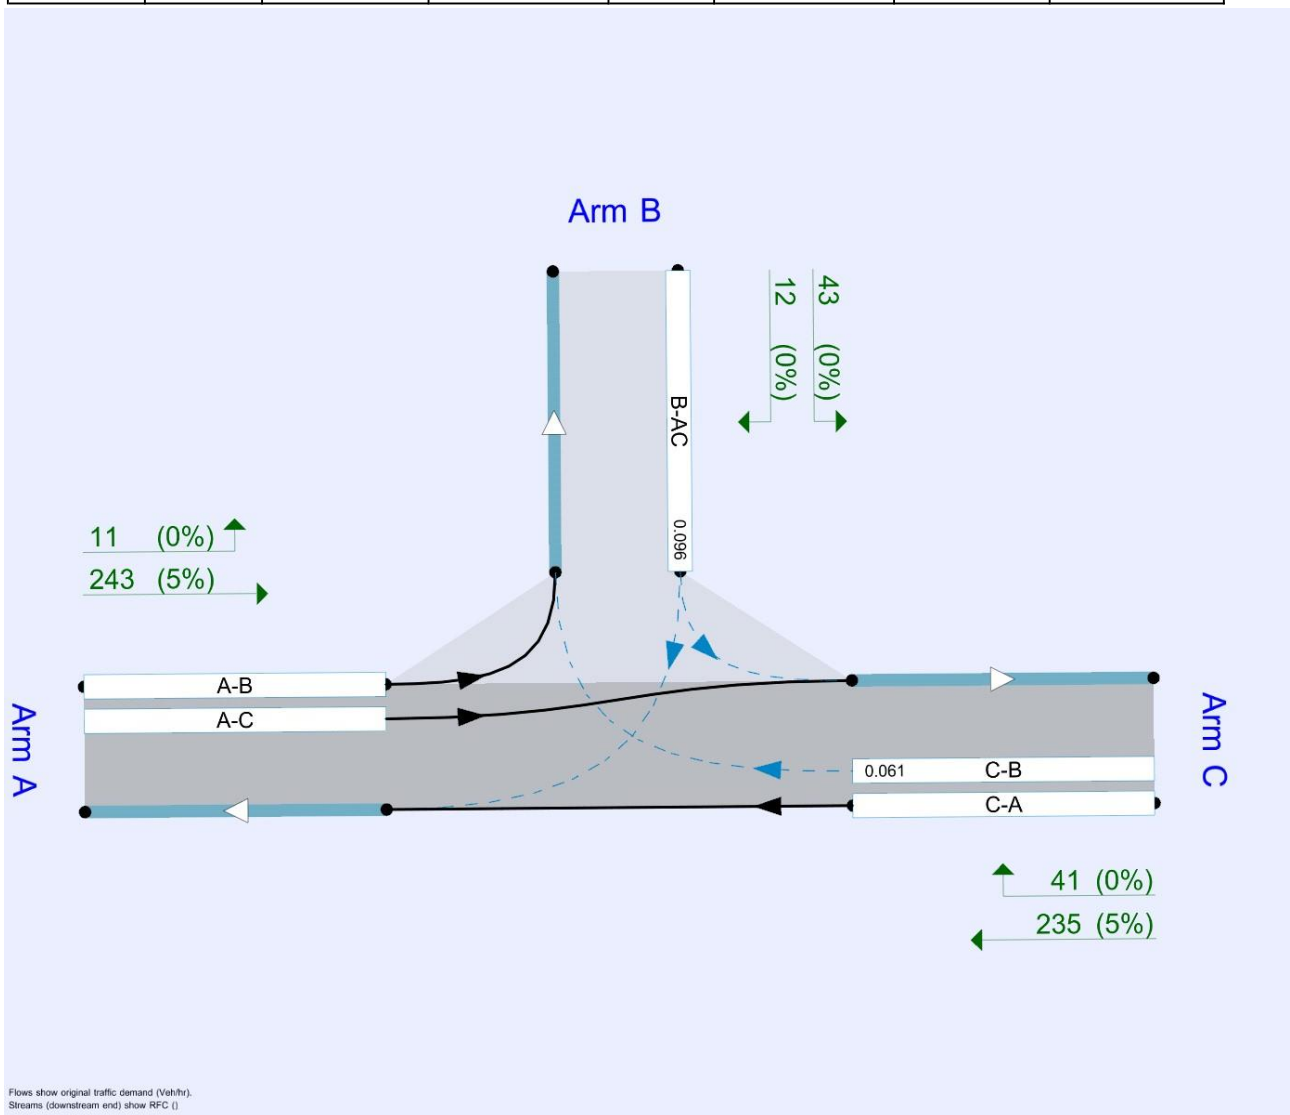 Arm B
12 (0%)
43 (0%)
B-AC
0.096
11 (0%)
243 (5%)
A-B
A-C
Arm A
Arm C
0.061 C-B
C-A
41 (0%)
235 (5%)
Flows show original traffic demand (Veh/hr).
Streams (downstream end) show RFC ()